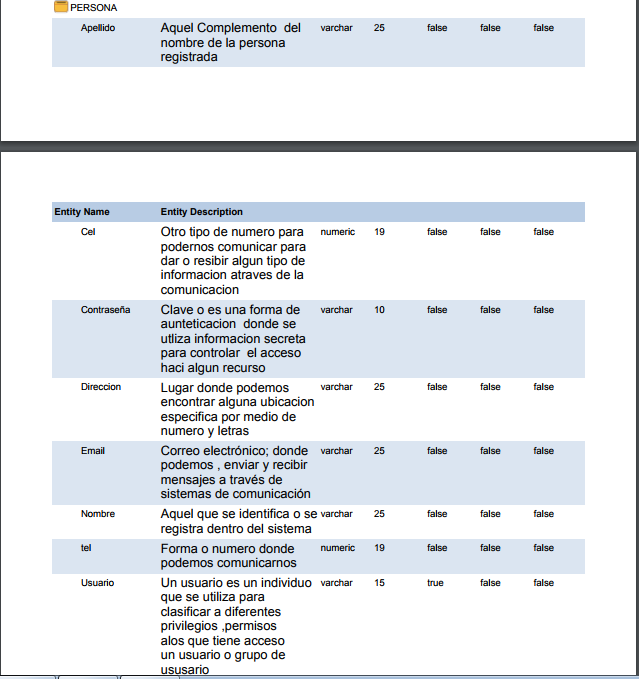 PERSONA
Apellido Aquel Complemento del varchar 25 false false false
nombre de la persona
registrada
Entity Name Entity Description
Cel Otro tipo de numero para numeric 19 false false false
podernos comunicar para
dar o resibir algun tipo de
informacion atraves de la
comunicacion
Contraseña Clave o es una forma de varchar 10 false false false
aunteticacion donde se
utliza informacion secreta
para controlar el acceso
haci algun recurso
Direccion Lugar donde podemos varchar 25 false false false
encontrar alguna ubicacion
especifica por medio de
numero y letras
Email Correo electrónico; donde varchar 25 false false false
podemos , enviar y recibir
mensajes a través de
sistemas de comunicación
Nombre Aquel que se identifica o se varchar 25 false false false
registra dentro del sistema
tel Forma o numero donde numeric 19 false false false
podemos comunicarnos
Usuario Un usuario es un individuo varchar 15 true false false
que se utiliza para
clasificar a diferentes
privilegios ,permisos
alos que tiene acceso
un usuario o grupo de
ususario